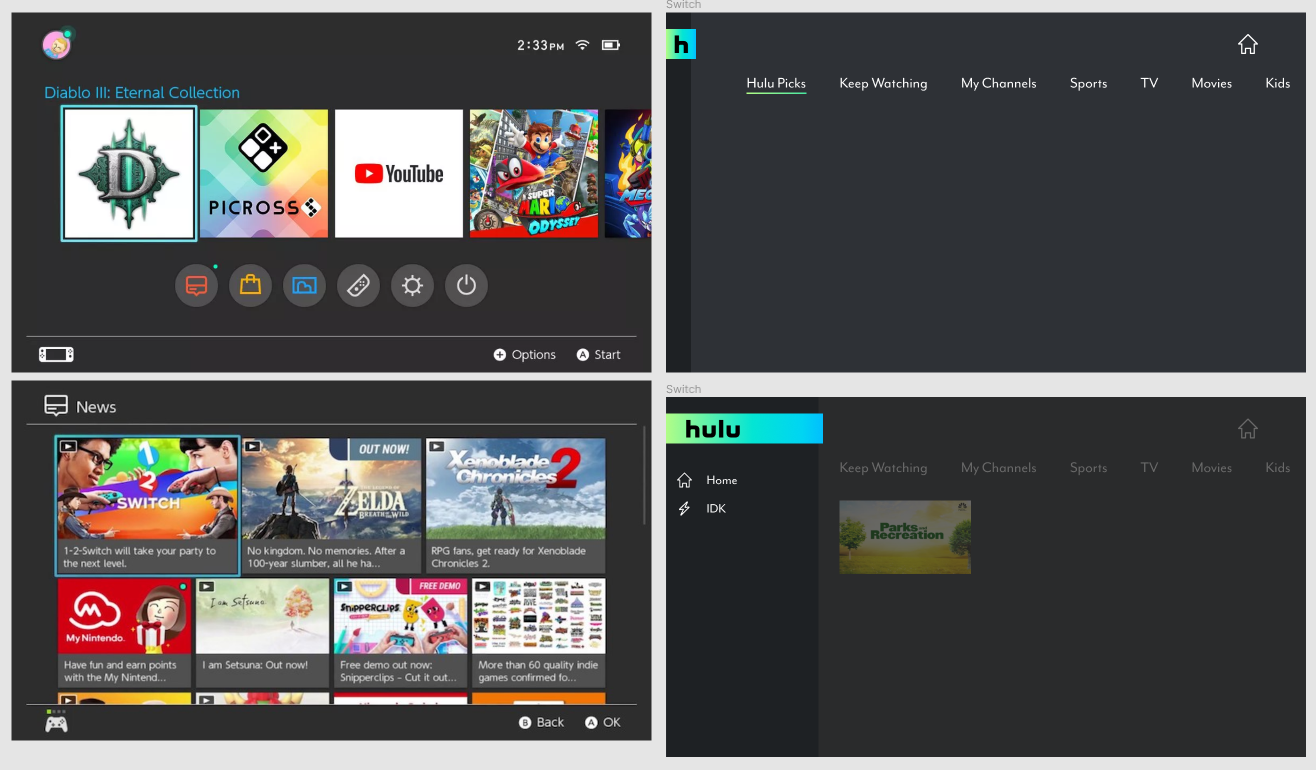 2:33PM
Diablo III: Eternal Collection
D
PICROSS S
YouTube
SUPER
MARIO
ODYSSEY
MEG
Options
A Start
News
1
2
SWITCH
1-2-Switch will take your party to
the next level.
OUT NOW!
THE LEGEND OF
ZELDA
BREATH OF THE WILD
No kingdom. No memories. After a
100-year slumber, all he ha...
Xenoblade
Chronicles 2
RPG fans, get ready for Xenoblade
Chronicles 2.
My Nintendo.
Have fun and earn points
with the My Nintend...
I am Setsuna
I am Setsuna: Out now!
FREE DEMO
SNIPPERCLIPS
Free demo out now:
Snipperclips – Cut it out...
More than 60 quality indie
games confirmed fo...
B Back
A OK
Switch
h
Hulu Picks
Keep Watching
My Channels
Sports
TV
Movies
Kids
Switch
hulu
Home
IDK
Keep Watching
My Channels
Sports
TV
Movies
Kids
Parks and
Recreation